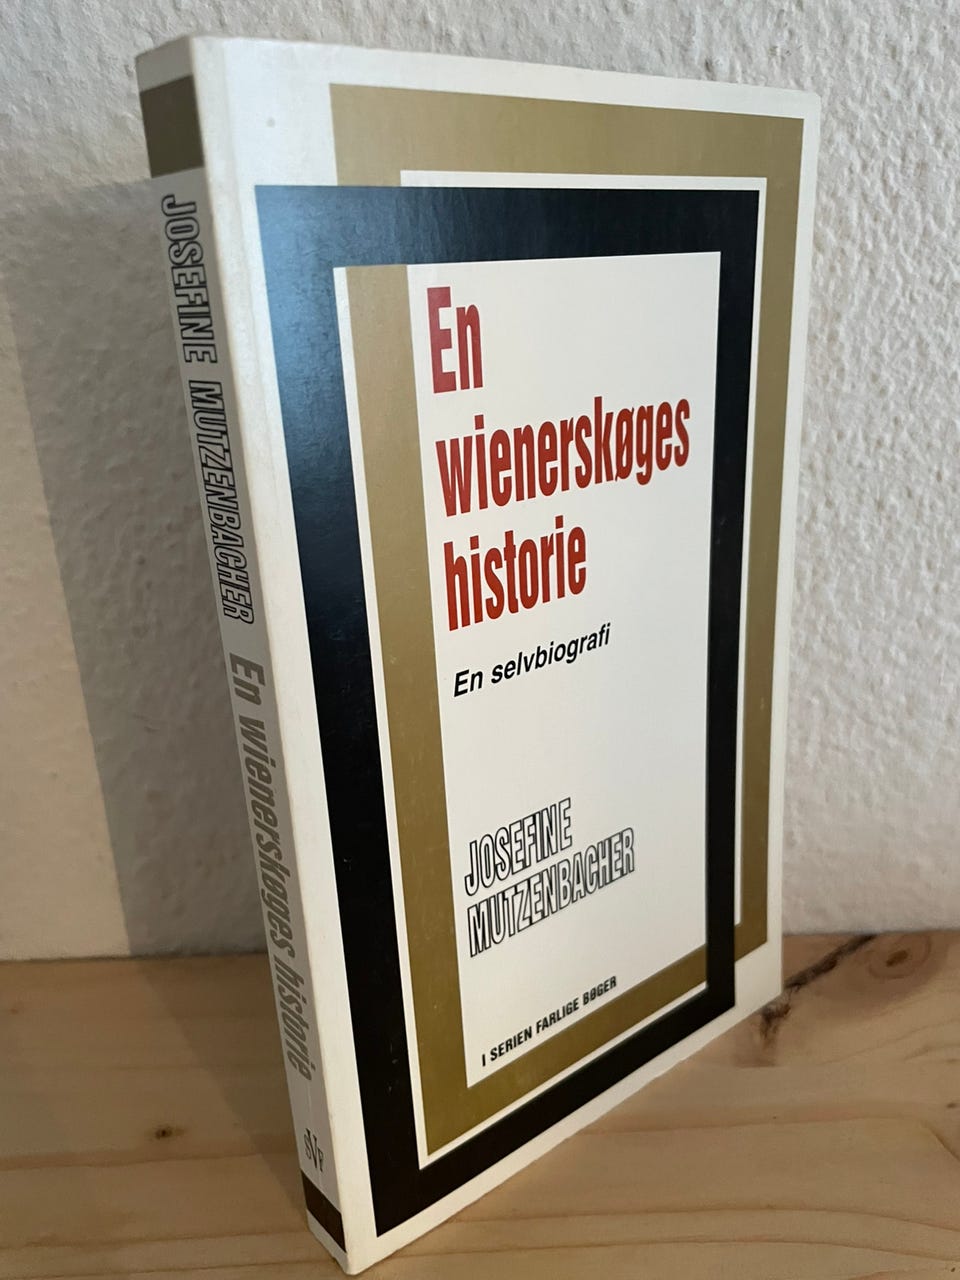 JOSEFINE MUTZENBACHER En wienerskøges historie
En
wienerskøges
historie
En selvbiografi
JOSEFINE
MUTZENBACHER
I SERIEN FARLIGE BØGER